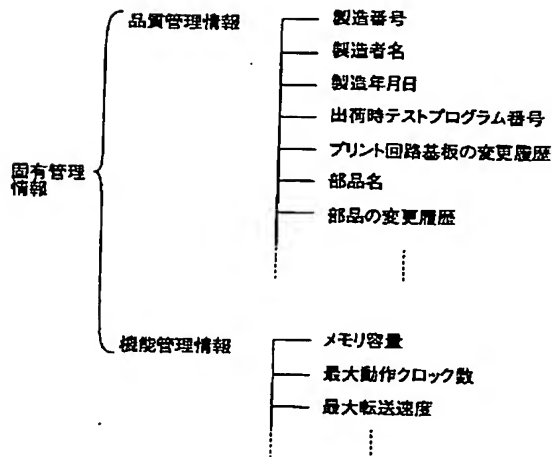 品質管理情報
製造番号
製造者名
製造年月日
出荷時テストプログラム番号
プリント回路基板の変更履歴
部品名
部品の変更履歴
固有管理
情報
機能管理情報
メモリ容量
最大動作クロック数
最大転送速度